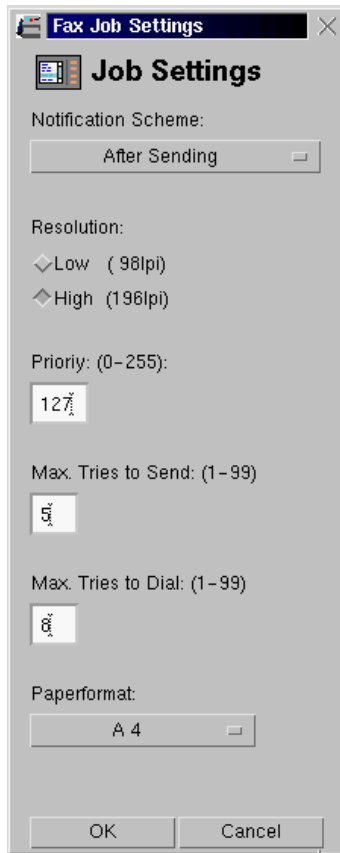 Fax Job Settings
Job Settings
Notification Scheme:
After Sending
Resolution:
Low ( 98lpi)
High (196lpi)
Prioriy: (0-255):
127
Max. Tries to Send: (1-99)
5
Max. Tries to Dial: (1-99)
8
Paperformat:
A 4
OK Cancel